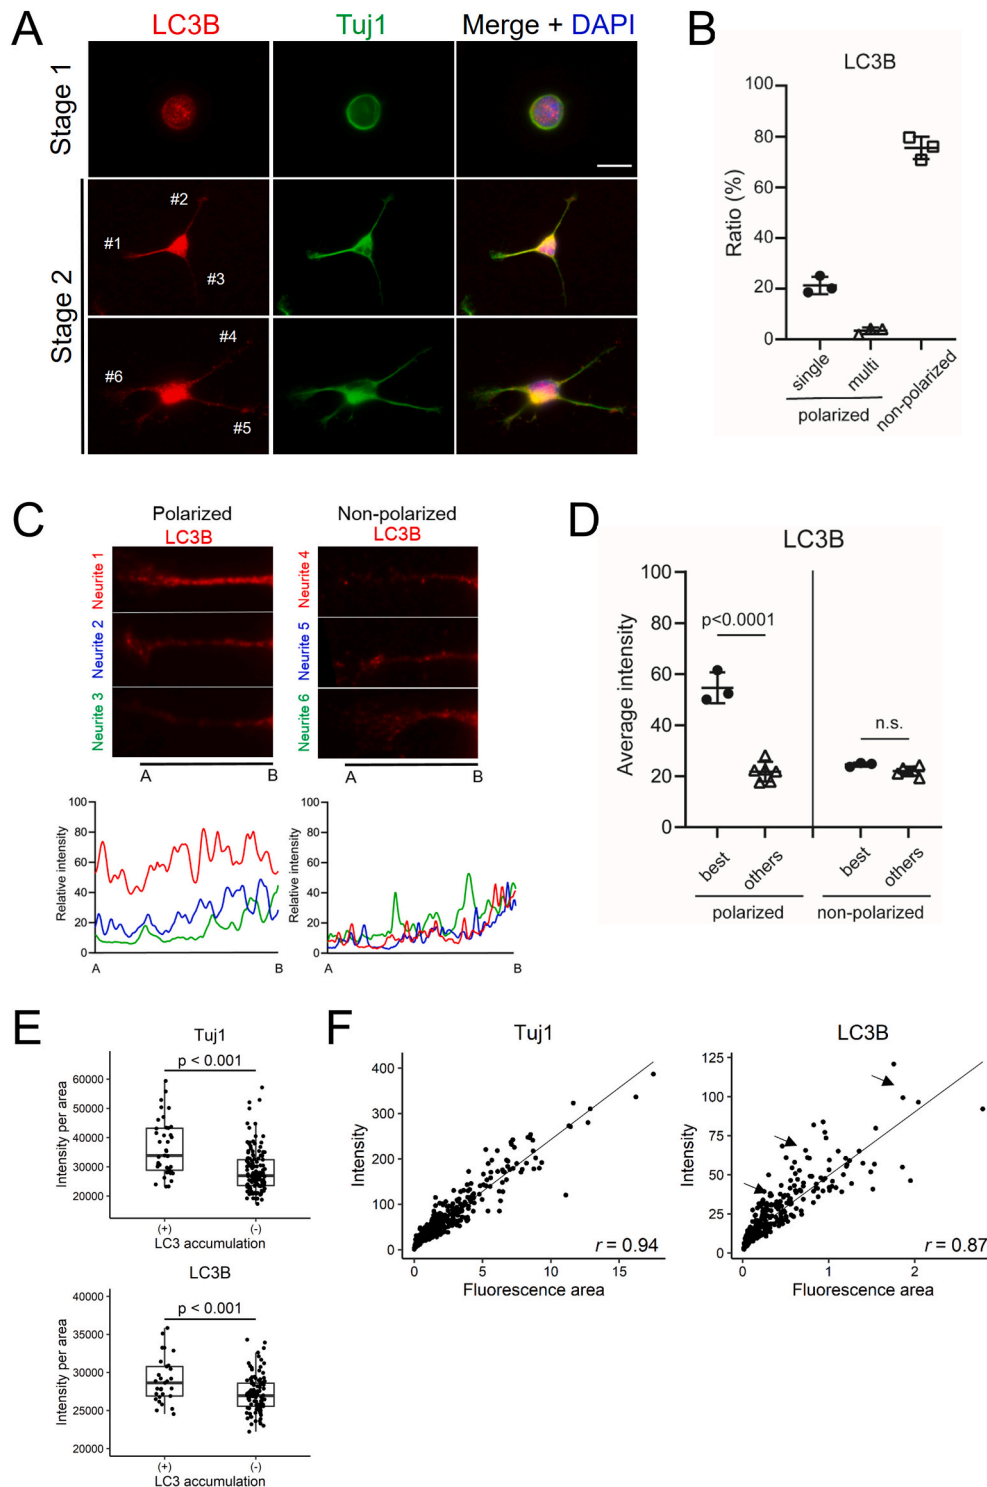 A
LC3B
Tuj1
Merge + DAPI
Stage 1
Stage 2
#2
#1
#3
#4
#6
#5
B
LC3B
Ratio (%)
100
80
60
40
20
0
single
multi
non-polarized
polarized
C
Polarized
LC3B
Non-polarized
LC3B
Neurite 1
Neurite 2
Neurite 3
Neurite 4
Neurite 5
Neurite 6
A
B
A
B
Relative intensity
100
80
60
40
20
0
A
B
Relative intensity
100
80
60
40
20
0
A
B
D
LC3B
Average intensity
100
80
60
40
20
0
p<0.0001
n.s.
best
others
best
others
polarized
non-polarized
E
Tuj1
p < 0.001
Intensity per area
60000
50000
40000
30000
20000
(+)
(-)
LC3 accumulation
LC3B
p < 0.001
Intensity per area
40000
35000
30000
25000
20000
(+)
(-)
LC3 accumulation
F
Tuj1
Intensity
400
300
200
100
0
r = 0.94
0
5
10
15
Fluorescence area
LC3B
Intensity
125
100
75
50
25
0
r = 0.87
0
1
2
Fluorescence area